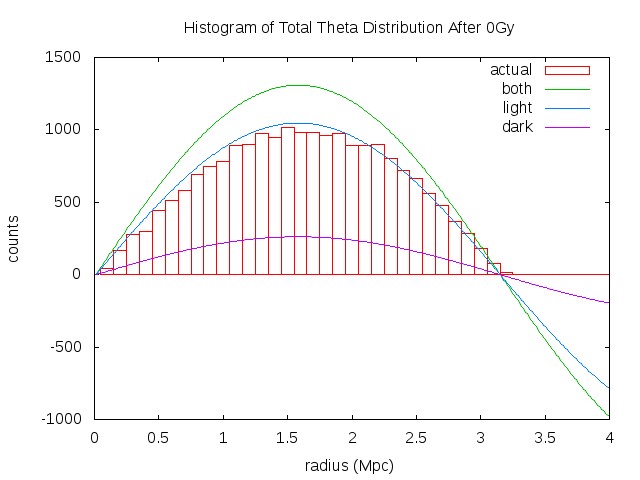 Histogram of Total Theta Distribution After 0Gy
actual
both
light
dark
1500
1000
500
0
-500
-1000
counts
0 0.5 1 1.5 2 2.5 3 3.5 4
radius (Mpc)